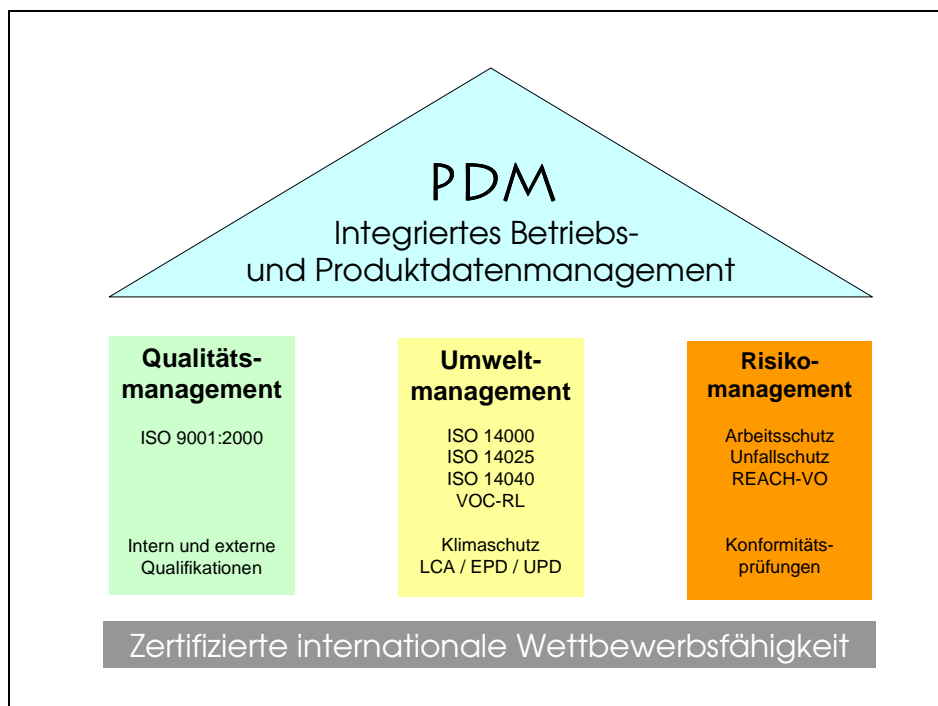 PDM
Integriertes Betriebs-
und Produktdatenmanagement
Qualitäts-
management
ISO 9001:2000
Intern und externe
Qualifikationen
Umwelt-
management
ISO 14000
ISO 14025
ISO 14040
VOC-RL
Klimaschutz
LCA / EPD / UPD
Risiko-
management
Arbeitsschutz
Unfallschutz
REACH-VO
Konformitäts-
prüfungen
Zertifizierte internationale Wettbewerbsfähigkeit